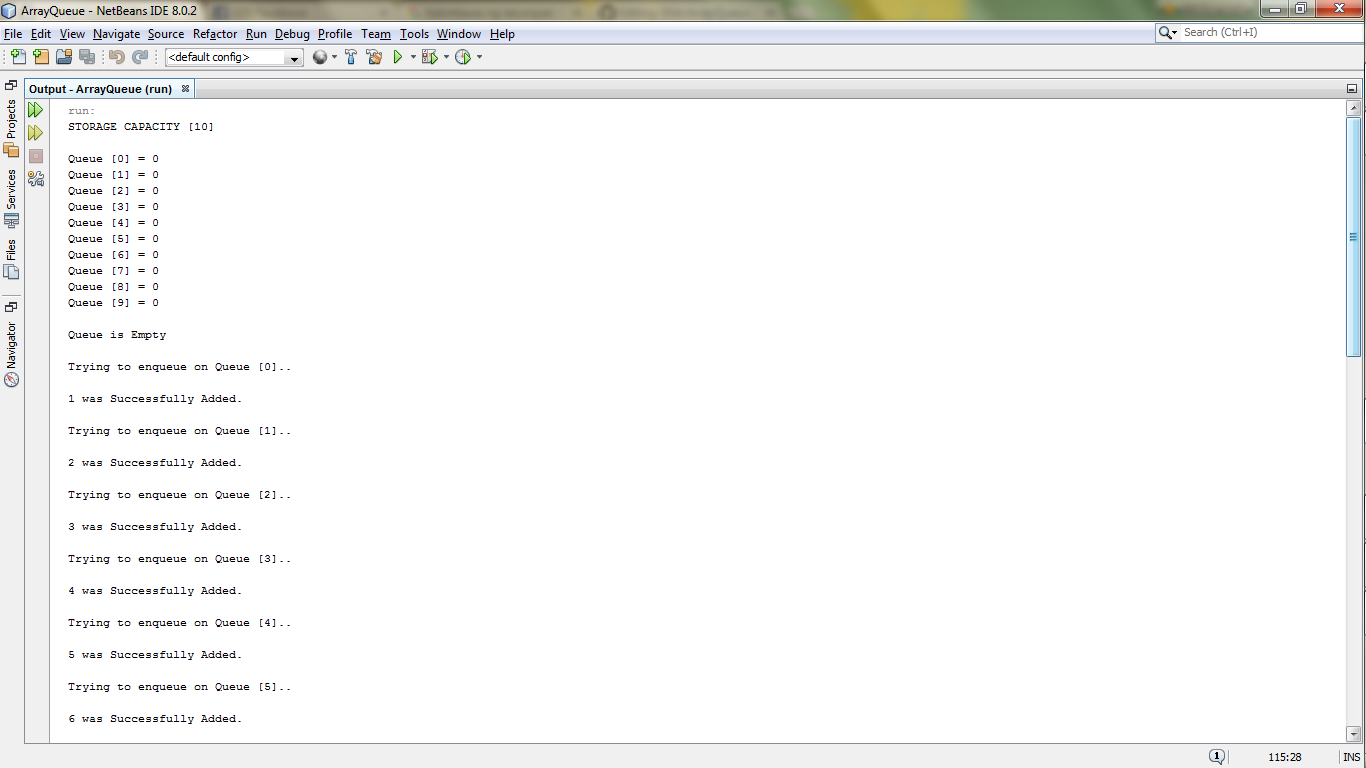 ArrayQueue - NetBeans IDE 8.0.2
File Edit View Navigate Source Refactor Run Debug Profile Team Tools Window Help
Search (Ctrl+I)
<default config>
Output - ArrayQueue (run)
Projects
Services
Files
Navigator
run:
STORAGE CAPACITY [10]
Queue [0] = 0
Queue [1] = 0
Queue [2] = 0
Queue [3] = 0
Queue [4] = 0
Queue [5] = 0
Queue [6] = 0
Queue [7] = 0
Queue [8] = 0
Queue [9] = 0
Queue is Empty
Trying to enqueue on Queue [0]..
1 was Successfully Added.
Trying to enqueue on Queue [1]..
2 was Successfully Added.
Trying to enqueue on Queue [2]..
3 was Successfully Added.
Trying to enqueue on Queue [3]..
4 was Successfully Added.
Trying to enqueue on Queue [4]..
5 was Successfully Added.
Trying to enqueue on Queue [5]..
6 was Successfully Added.
1
115:28
INS